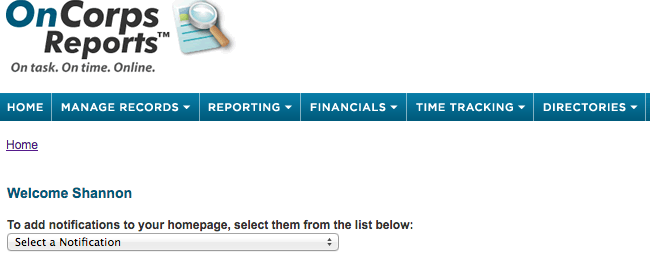 OnCorps
Reports™
On task. On time. Online.
HOME MANAGE RECORDS REPORTING FINANCIALS TIME TRACKING DIRECTORIES
Home
Welcome Shannon
To add notifications to your homepage, select them from the list below:
Select a Notification